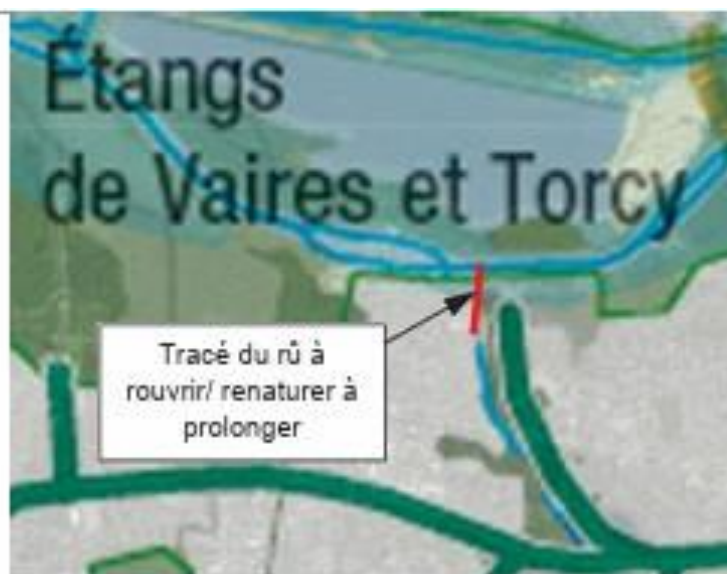 Étangs
de Vaires et Torcy
Tracé du rû à
rouvrir/ renaturer à
prolonger